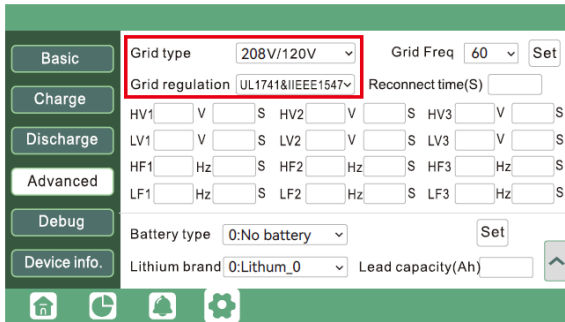 Basic
Charge
Discharge
Advanced
Debug
Device info.
Grid type 208V/120V Grid Freq 60 Set
Grid regulation UL1741&IIEEE1547 Reconnect time(S)
HV1 V S HV2 V S HV3 V S
LV1 V S LV2 V S LV3 V S
HF1 Hz S HF2 Hz S HF3 Hz S
LF1 Hz S LF2 Hz S LF3 Hz S
Battery type 0:No battery Set
Lithium brand 0:Lithum_0 Lead capacity(Ah)